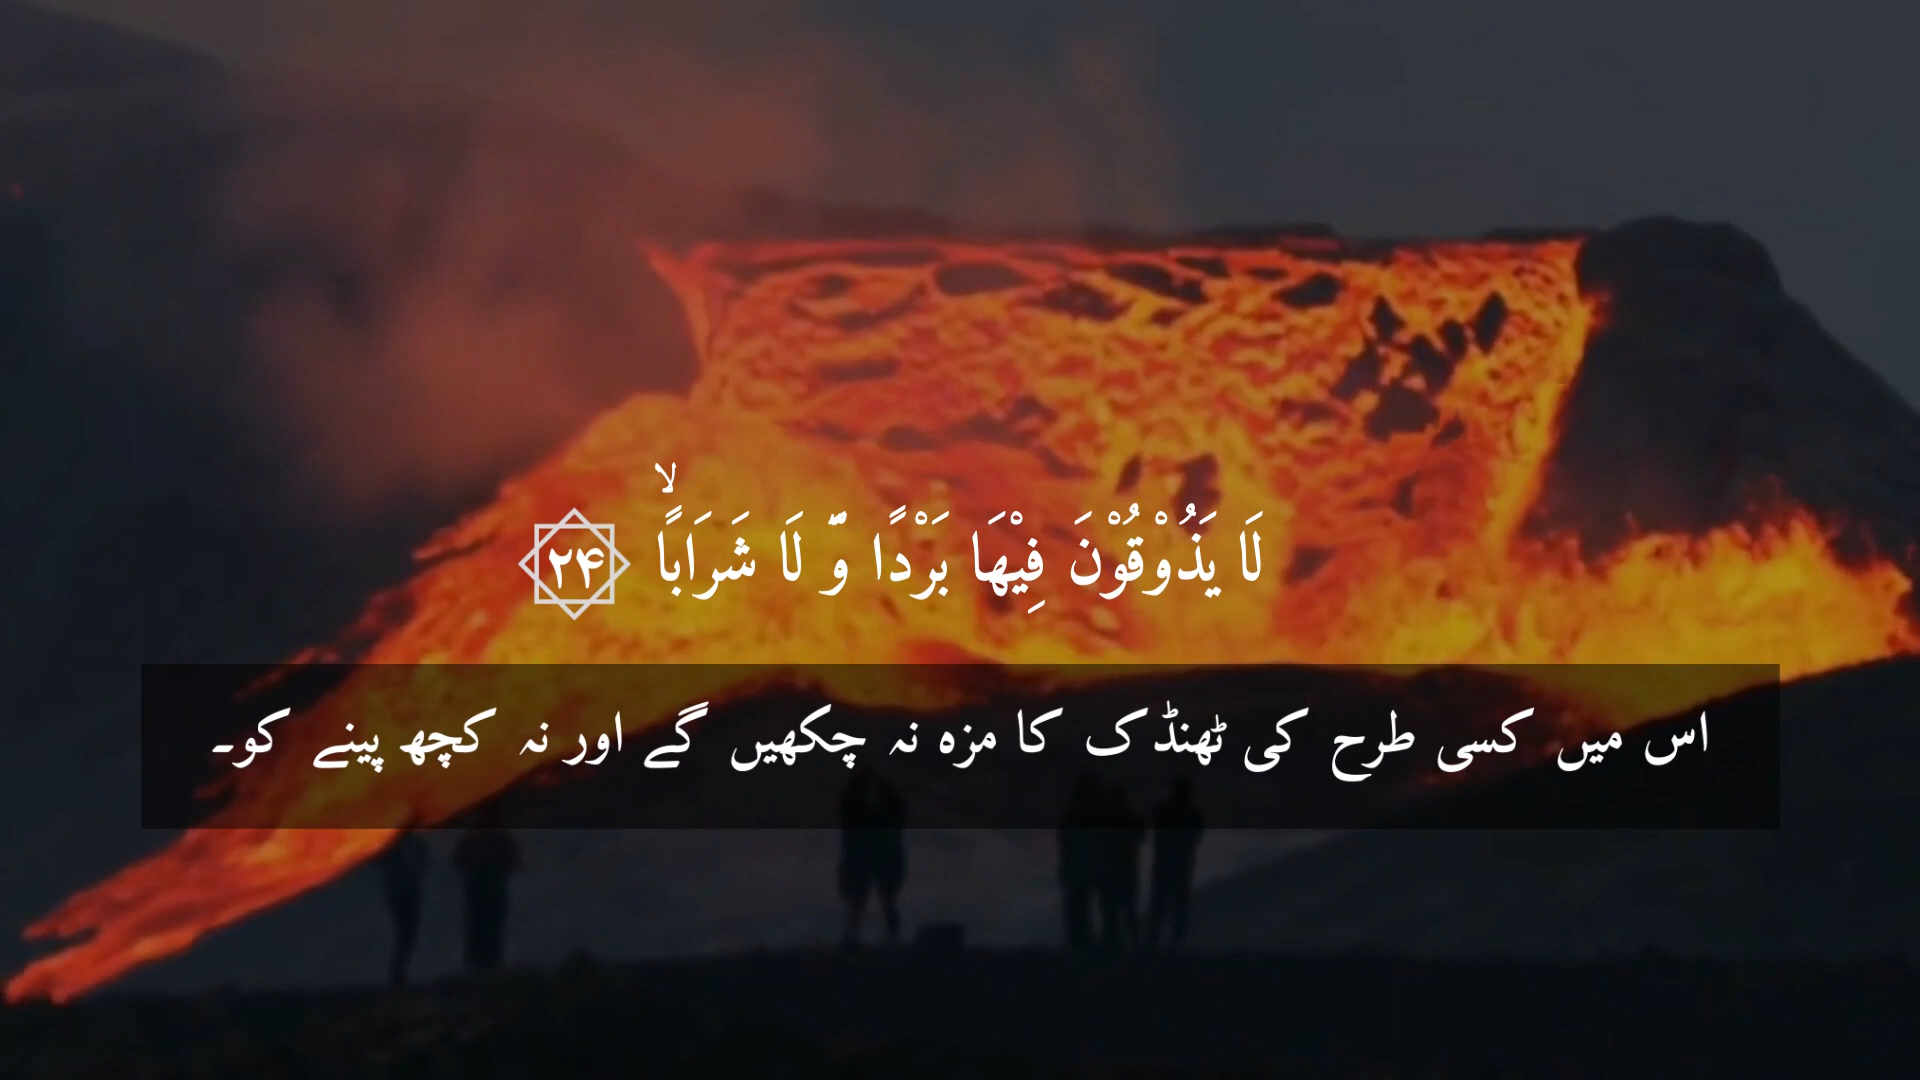 لَا یَذُوْقُوْنَ فِیْهَا بَرْدًا وَّ لَا شَرَابًاۙ ۲۴
اس میں کسی طرح کی ٹھنڈک کا مزہ نہ چکھیں گے اور نہ کچھ پینے کو۔